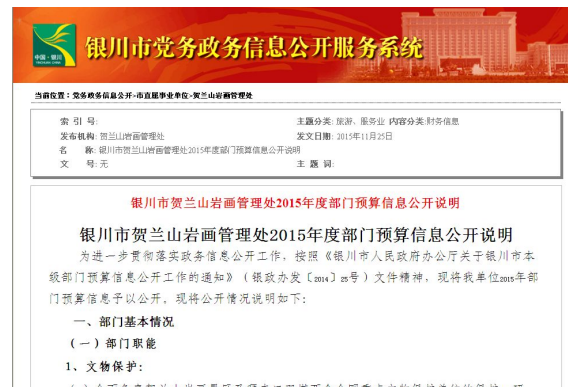 中国·银川
银川市党务政务信息公开服务系统
当前位置：党务政务信息公开»市直属事业单位»贺兰山岩画管理处
索 引 号: 主题分类: 旅游、服务业 内容分类:财务信息
发布机构: 贺兰山岩画管理处 发文日期: 2015年11月25日
名 称: 银川市贺兰山岩画管理处2015年度部门预算信息公开说明
文 号: 无 主 题 词:
银川市贺兰山岩画管理处2015年度部门预算信息公开说明
银川市贺兰山岩画管理处2015年度部门预算信息公开说明
为进一步贯彻落实政务信息公开工作，按照《银川市人民政府办公厅关于银川市本
级部门预算信息公开工作的通知》（银政办发〔2014〕25号）文件精神，现将我单位2015年部
门预算信息予以公开。现将公开情况说明如下:
一、部门基本情况
（一）部门职能
1、文物保护: